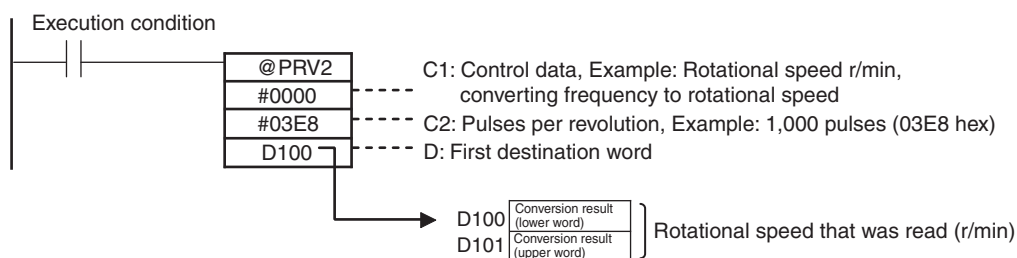 Execution condition
@PRV2
#0000
#03E8
D100
C1: Control data, Example: Rotational speed r/min,
converting frequency to rotational speed
C2: Pulses per revolution, Example: 1,000 pulses (03E8 hex)
D: First destination word
D100
Conversion result
(lower word)
D101
Conversion result
(upper word)
Rotational speed that was read (r/min)